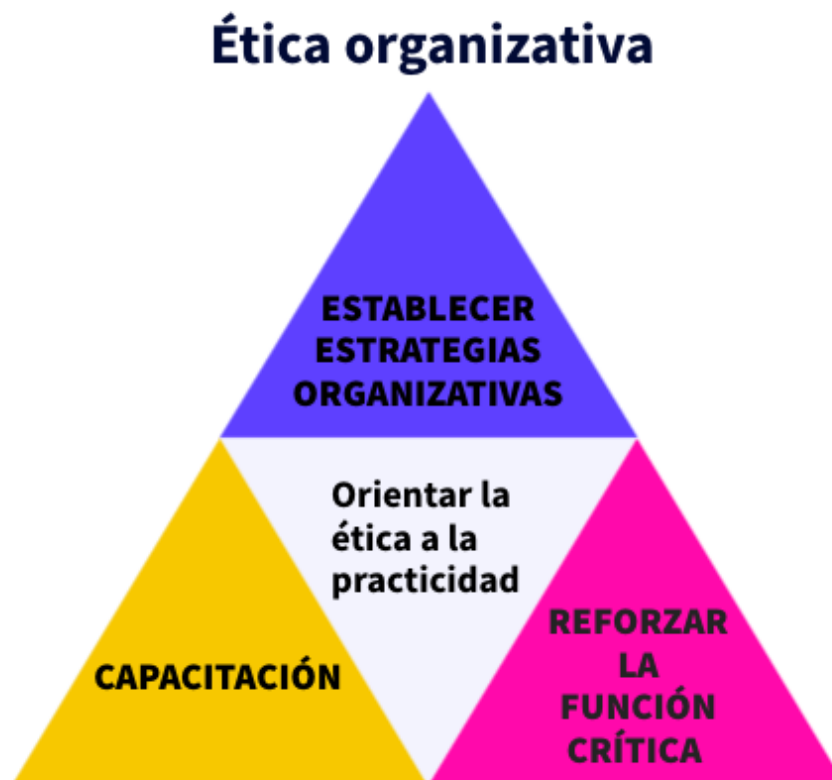 Ética organizativa
ESTABLECER
ESTRATEGIAS
ORGANIZATIVAS
Orientar la
ética a la
practicidad
CAPACITACIÓN
REFORZAR
LA
FUNCIÓN
CRÍTICA